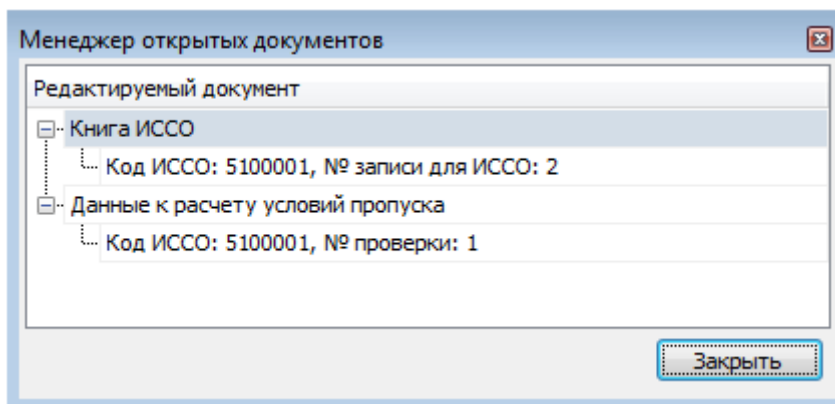 Менеджер открытых документов
Редактируемый документ
Книга ИССО
Код ИССО: 5100001, № записи для ИССО: 2
Данные к расчету условий пропуска
Код ИССО: 5100001, № проверки: 1
Закрыть